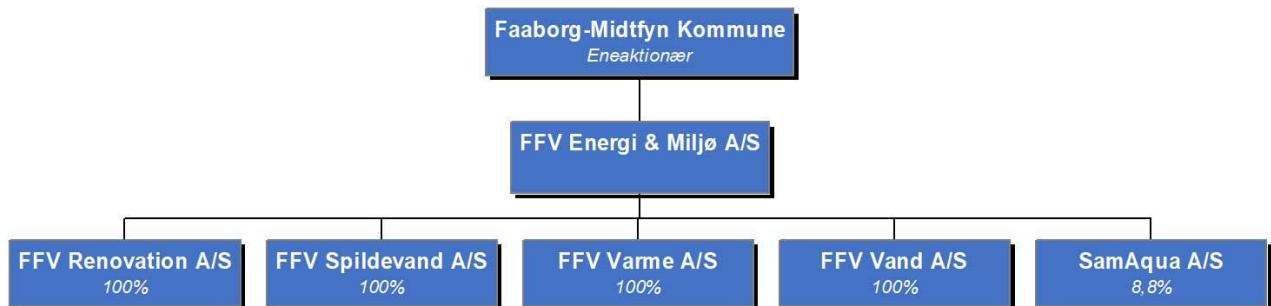 Faaborg-Midtfyn Kommune
Eneaktionær
FFV Energi & Miljø A/S
FFV Renovation A/S
100%
FFV Spildevand A/S
100%
FFV Varme A/S
100%
FFV Vand A/S
100%
SamAqua A/S
8,8%